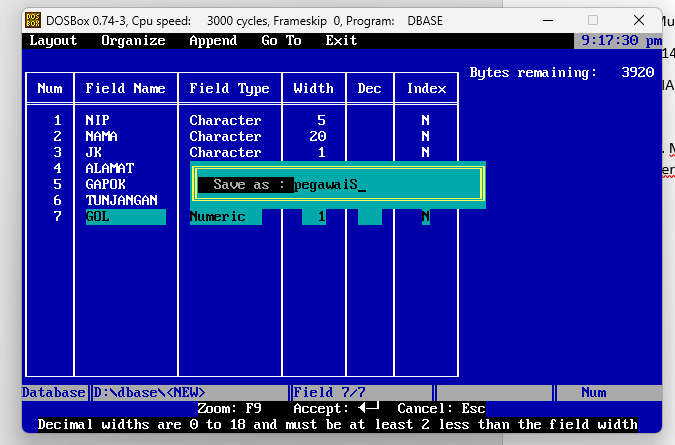 DOSBox 0.74-3, Cpu speed: 3000 cycles, Frameskip 0, Program: DBASE
Layout Organize Append Go To Exit 9:17:30 pm
Bytes remaining: 3920
Num Field Name Field Type Width Dec Index
1 NIP Character 5 N
2 NAMA Character 20 N
3 JK Character 1 N
4 ALAMAT
5 GAPOK
6 TUNJANGAN
Save as : pegawaiS_
7 GOL Numeric 1 N
Database D:\dbase\<NEW> Field 7/7 Num
Zoom: F9 Accept: ◄─┘ Cancel: Esc
Decimal widths are 0 to 18 and must be at least 2 less than the field width